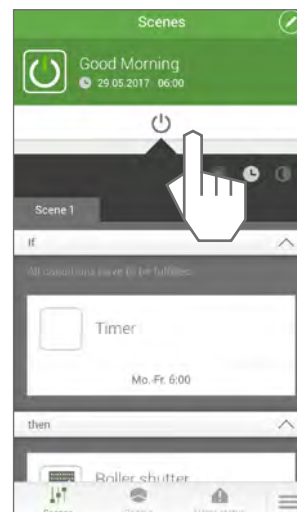 Scenes
Good Morning
29.05.2017 06:00
Scene 1
If
All conditions have to be fulfilled.
Timer
Mo.-Fr. 6:00
then
Roller shutter
Scenes